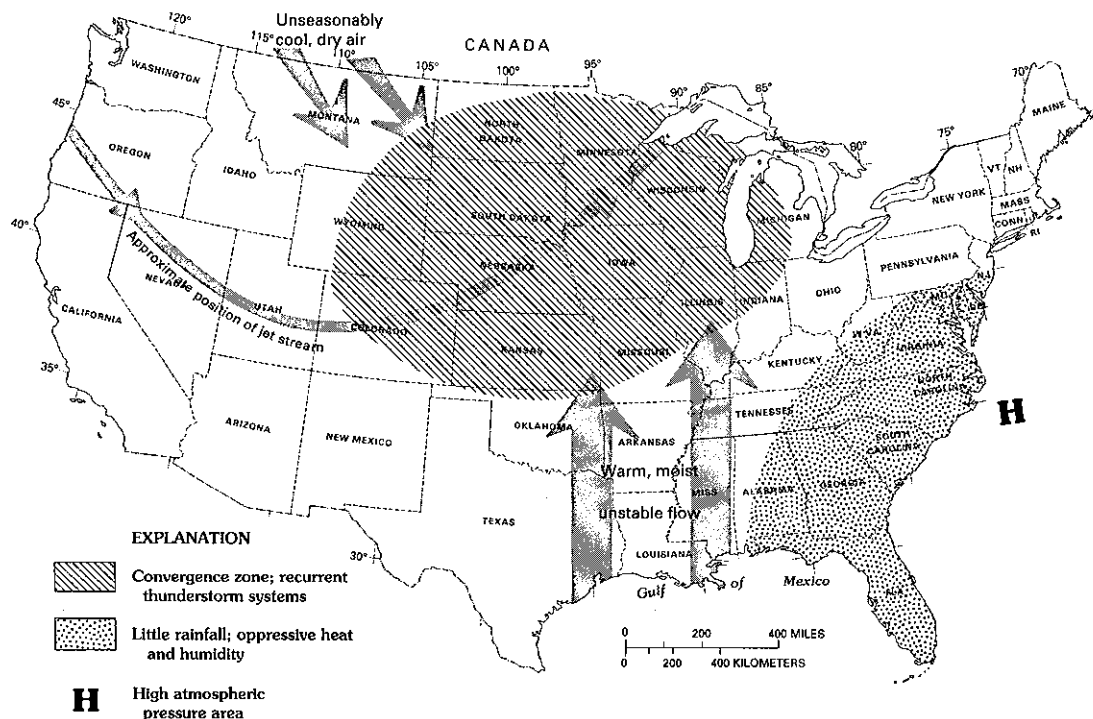 Unseasonably
cool, dry air
CANADA
120°
115°
110°
105°
100°
95°
90°
85°
80°
75°
70°
45°
40°
35°
30°
WASHINGTON
OREGON
IDAHO
MONTANA
NORTH
DAKOTA
MINNESOTA
WISCONSIN
MICHIGAN
MAINE
VT
NH
NEW YORK
MASS
CONN
RI
WYOMING
SOUTH DAKOTA
NEBRASKA
IOWA
ILLINOIS
INDIANA
OHIO
PENNSYLVANIA
N.J.
MD
DEL
CALIFORNIA
NEVADA
UTAH
COLORADO
Approximate position of jet stream
KANSAS
MISSOURI
KENTUCKY
W.VA.
VIRGINIA
NORTH
CAROLINA
TENNESSEE
SOUTH
CAROLINA
H
ARIZONA
NEW MEXICO
OKLAHOMA
ARKANSAS
Warm, moist
unstable flow
MISS
ALABAMA
GEORGIA
TEXAS
LOUISIANA
FLA
Gulf of Mexico
EXPLANATION
Convergence zone; recurrent
thunderstorm systems
Little rainfall; oppressive heat
and humidity
H High atmospheric
pressure area
0 200 400 MILES
0 200 400 KILOMETERS